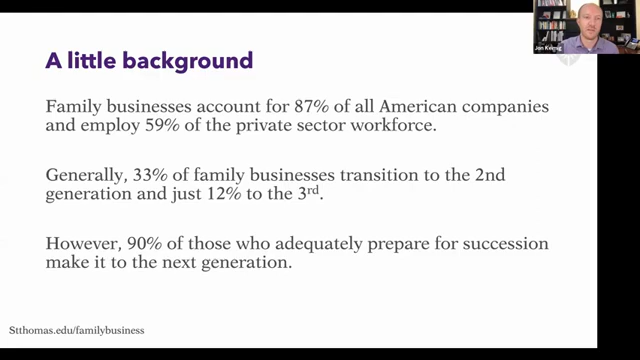 A little background
Jon Keimig
Family businesses account for 87% of all American companies
and employ 59% of the private sector workforce.
Generally, 33% of family businesses transition to the 2nd
generation and just 12% to the 3rd.
However, 90% of those who adequately prepare for succession
make it to the next generation.
Stthomas.edu/familybusiness